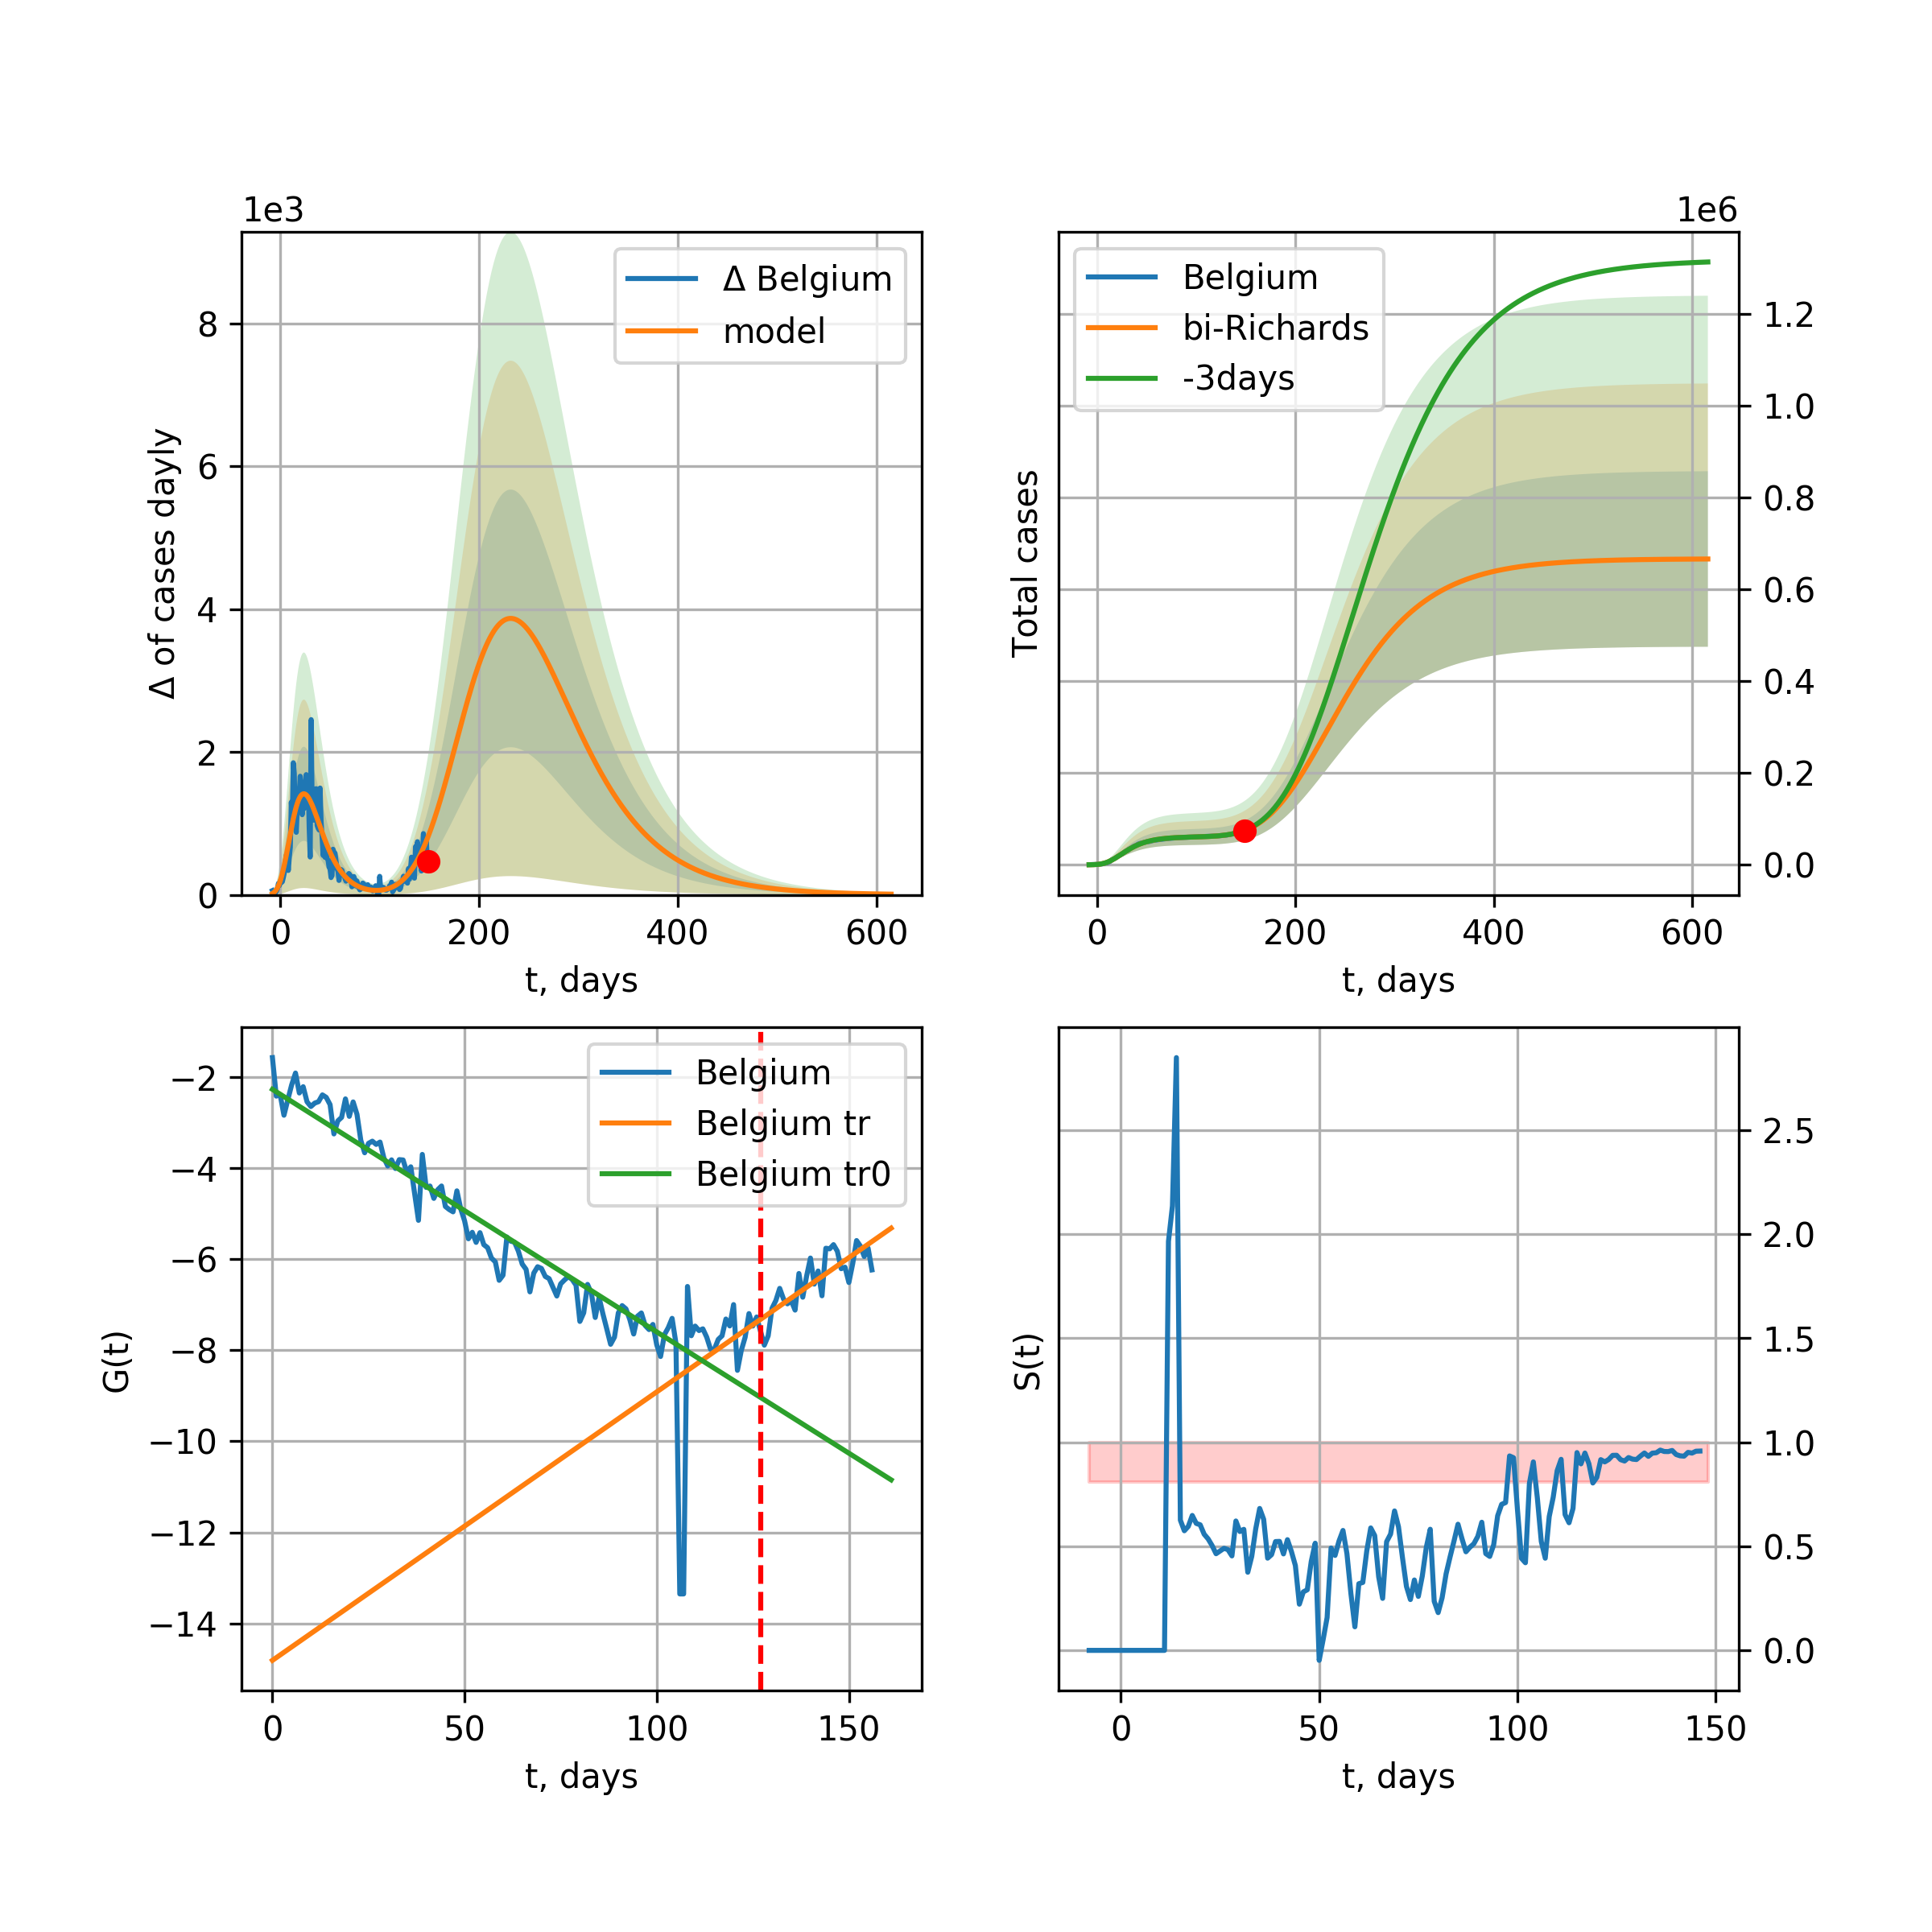 1e3
Δ of cases dayly
8
6
4
2
0
0 200 400 600
t, days
Δ Belgium
model
1e6
Total cases
1.2
1.0
0.8
0.6
0.4
0.2
0.0
0 200 400 600
t, days
Belgium
bi-Richards
-3days
G(t)
−2
−4
−6
−8
−10
−12
−14
0 50 100 150
t, days
Belgium
Belgium tr
Belgium tr0
S(t)
2.5
2.0
1.5
1.0
0.5
0.0
0 50 100 150
t, days